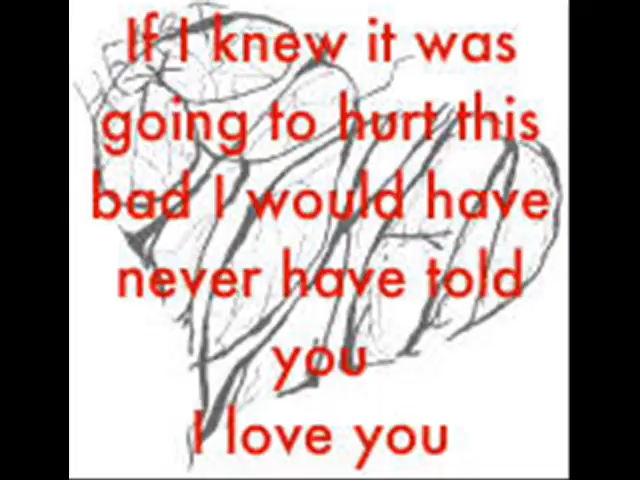 If I knew it was
going to hurt this
bad I would have
never have told
you
I love you